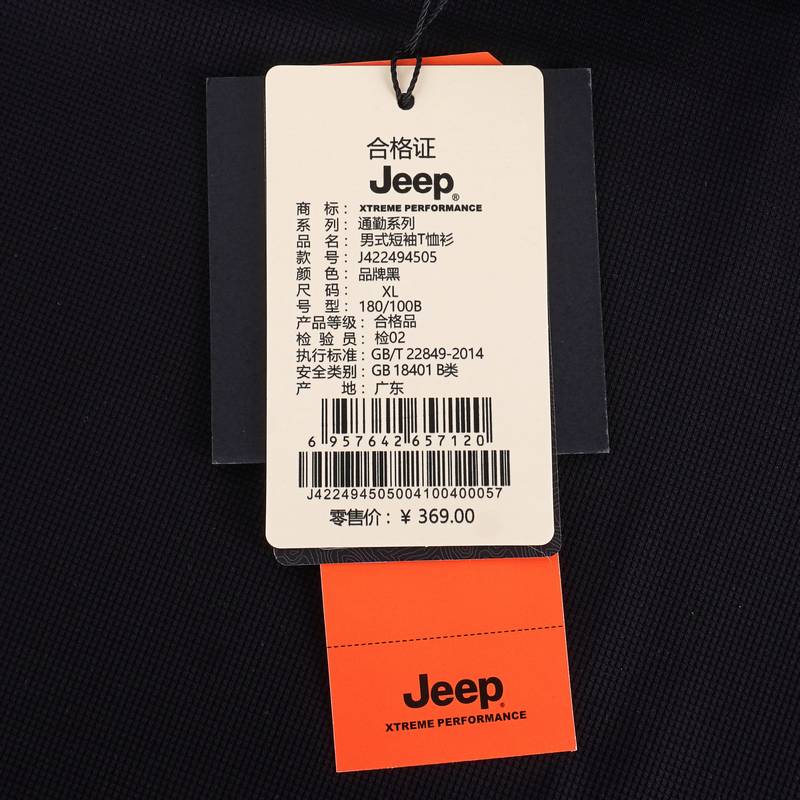 合格证
Jeep®
商 标: XTREME PERFORMANCE
系 列: 通勤系列
品 名: 男式短袖T恤衫
款 号: J422494505
颜 色: 品牌黑
尺 码: XL
号 型: 180/100B
产品等级: 合格品
检 验 员: 检02
执行标准: GB/T 22849-2014
安全类别: GB 18401 B类
产 地: 广东
6 957642 657120
J422494505004100400057
零售价: ¥ 369.00
Jeep®
XTREME PERFORMANCE